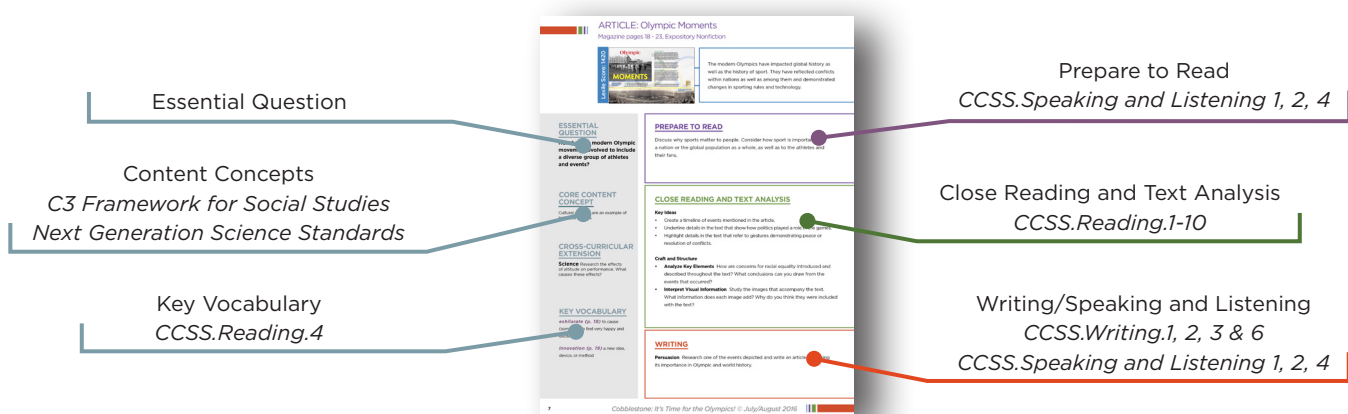 ARTICLE: Olympic Moments
Magazine pages 18 - 23, Expository Nonfiction
Lexile Score: 1420
Olympic
MOMENTS
The modern Olympics have impacted global history as
well as the history of sport. They have reflected conflicts
within nations as well as among them and demonstrated
changes in sporting rules and technology.
Essential Question
Content Concepts
C3 Framework for Social Studies
Next Generation Science Standards
Key Vocabulary
CCSS.Reading.4
ESSENTIAL
QUESTION
modern Olympic
to include
a diverse group of athletes
and events?
CORE CONTENT
CONCEPT
are an example of
CROSS-CURRICULAR
EXTENSION
Science Research the effects
of altitude on performance. What
causes these effects?
KEY VOCABULARY
exhilarate (p. 18) to cause
feel very happy and
innovation (p. 18) a new idea,
device, or method
PREPARE TO READ
Discuss why sports matter to people. Consider how sport is
a nation or the global population as a whole, as well as to the athletes and
their fans.
CLOSE READING AND TEXT ANALYSIS
Key Ideas
• Create a timeline of events mentioned in the article.
• Underline details in the text that show how politics played a games.
• Highlight details in the text that refer to gestures demonstrating peace or
resolution of conflicts.
Craft and Structure
• Analyze Key Elements How are concerns for racial equality introduced and
described throughout the text? What conclusions can you draw from the
events that occurred?
• Interpret Visual Information Study the images that accompany the text.
What information does each image add? Why do you think they were included
with the text?
WRITING
Persuasion Research one of the events depicted and write an article
its importance in Olympic and world history.
7
Cobblestone: It's Time for the Olympics! © July/August 2016
Prepare to Read
CCSS.Speaking and Listening 1, 2, 4
Close Reading and Text Analysis
CCSS.Reading.1-10
Writing/Speaking and Listening
CCSS.Writing.1, 2, 3 & 6
CCSS.Speaking and Listening 1, 2, 4